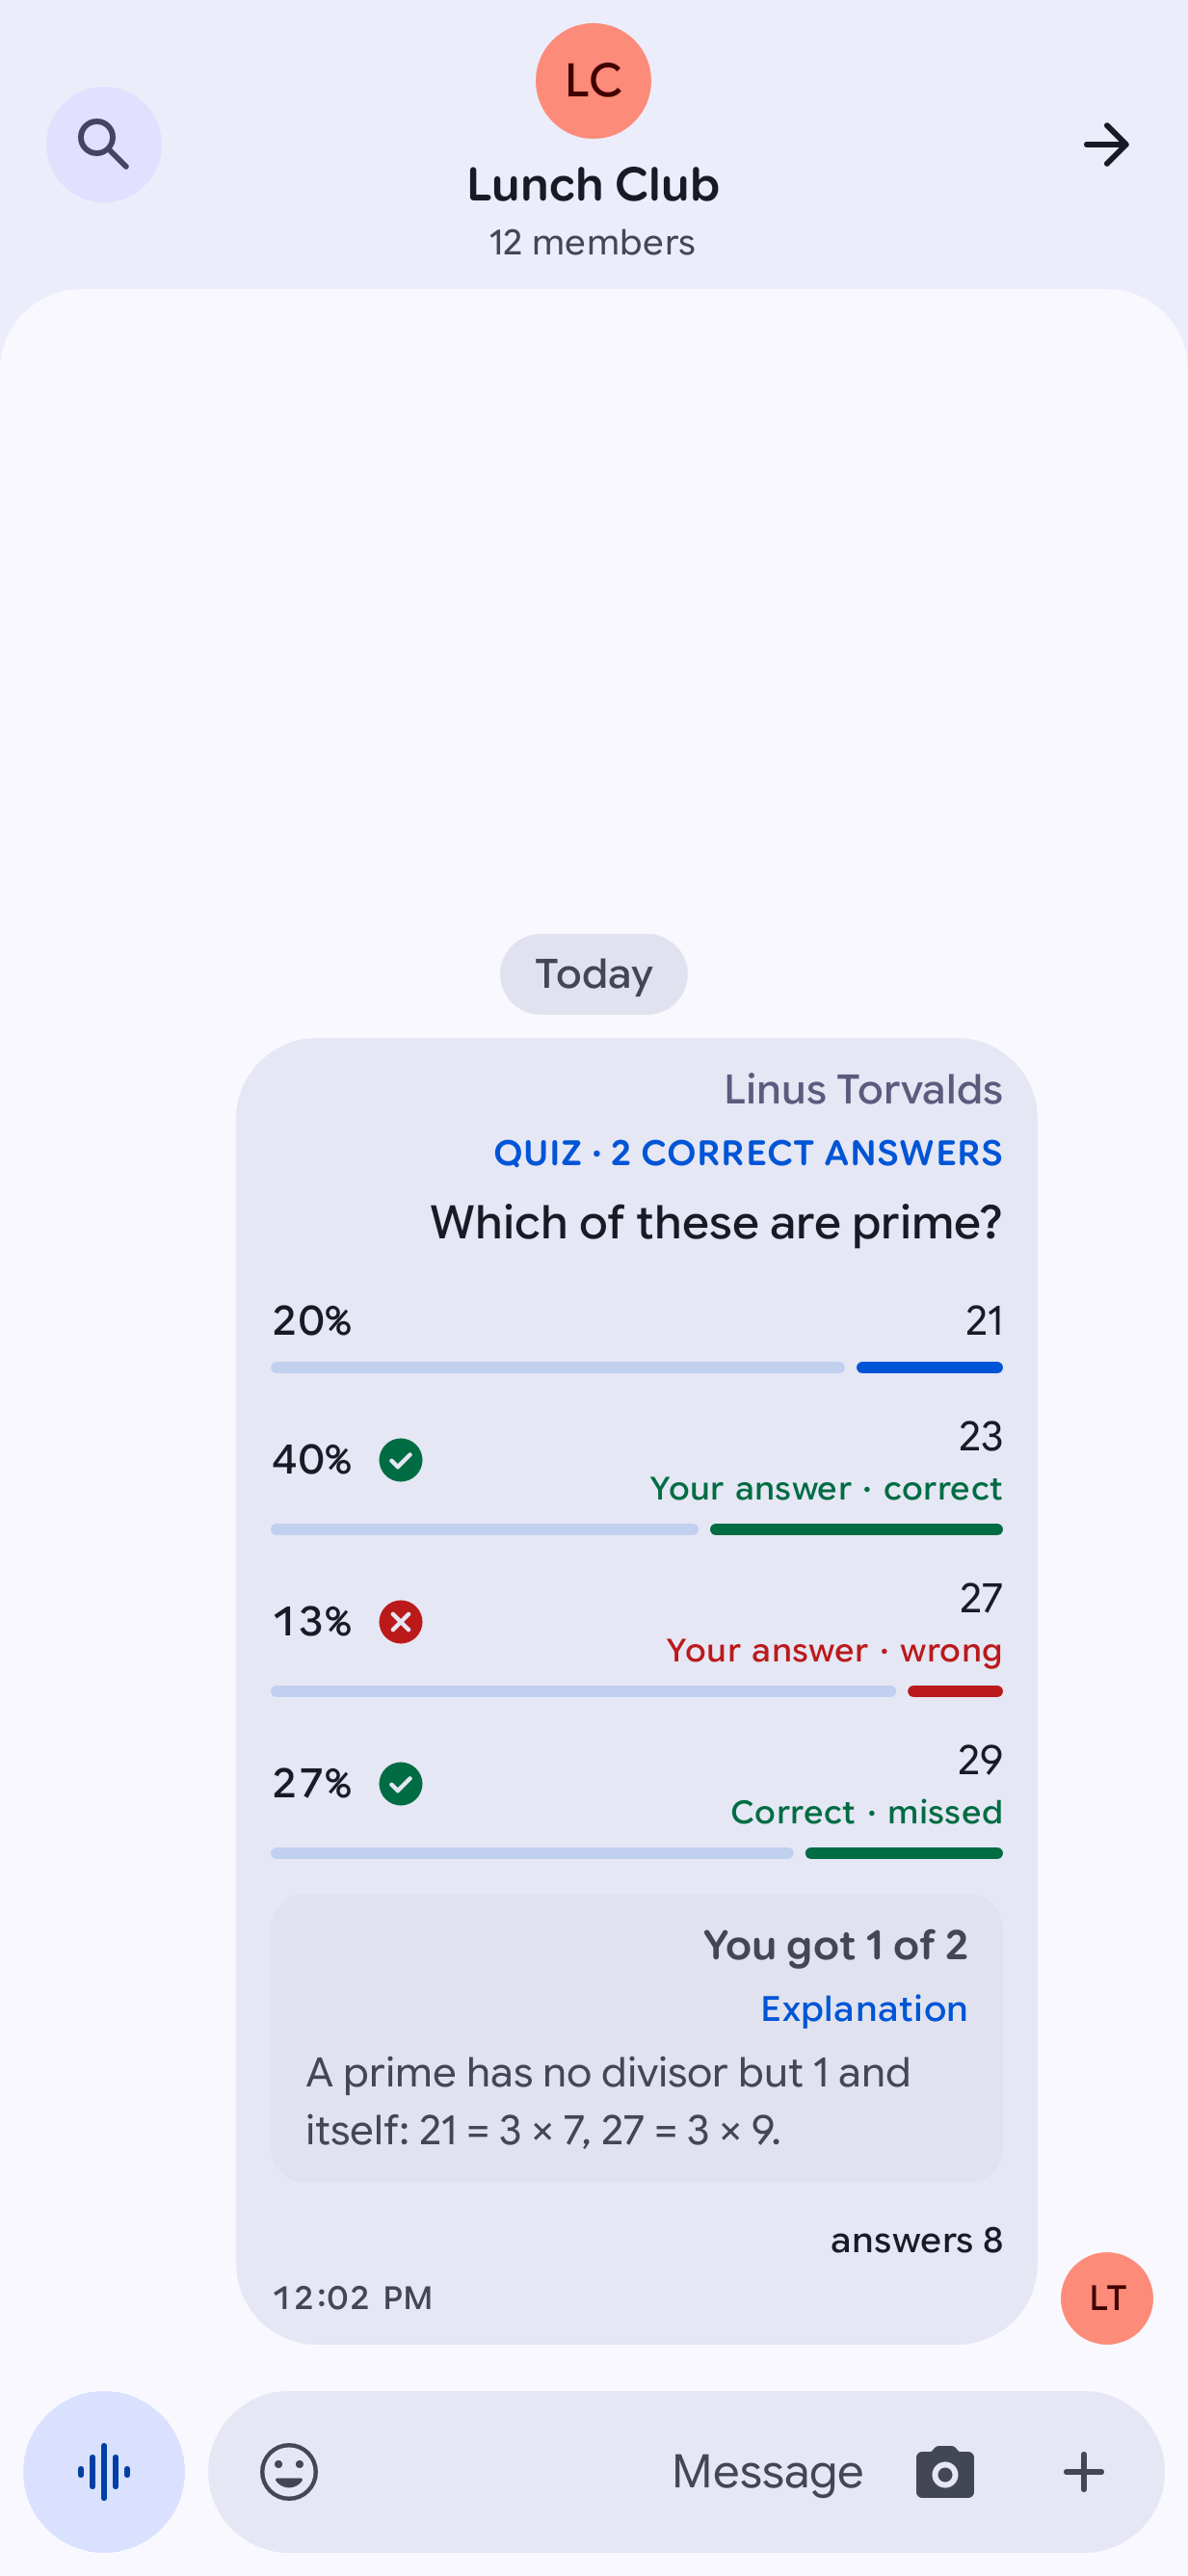 LC
Lunch Club
12 members
Today
Linus Torvalds
QUIZ · 2 CORRECT ANSWERS
Which of these are prime?
20% 21
40% 23
Your answer · correct
13% 27
Your answer · wrong
27% 29
Correct · missed
You got 1 of 2
Explanation
A prime has no divisor but 1 and
itself: 21 = 3 × 7, 27 = 3 × 9.
answers 8
12:02 PM
LT
Message